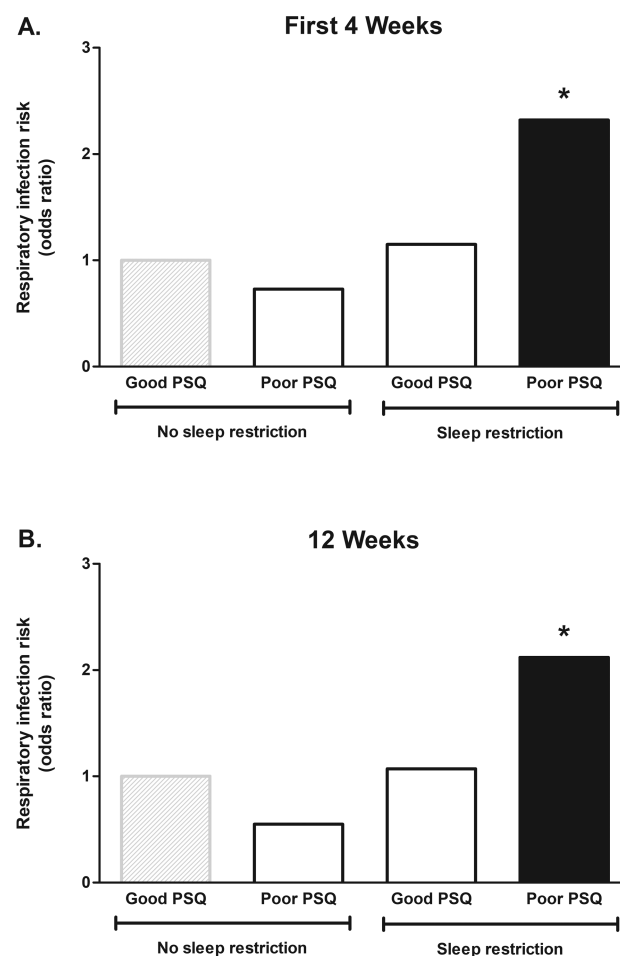 A.
First 4 Weeks
Respiratory infection risk
(odds ratio)
3
2
1
0
*
Good PSQ Poor PSQ Good PSQ Poor PSQ
No sleep restriction Sleep restriction
B.
12 Weeks
Respiratory infection risk
(odds ratio)
3
2
1
0
*
Good PSQ Poor PSQ Good PSQ Poor PSQ
No sleep restriction Sleep restriction